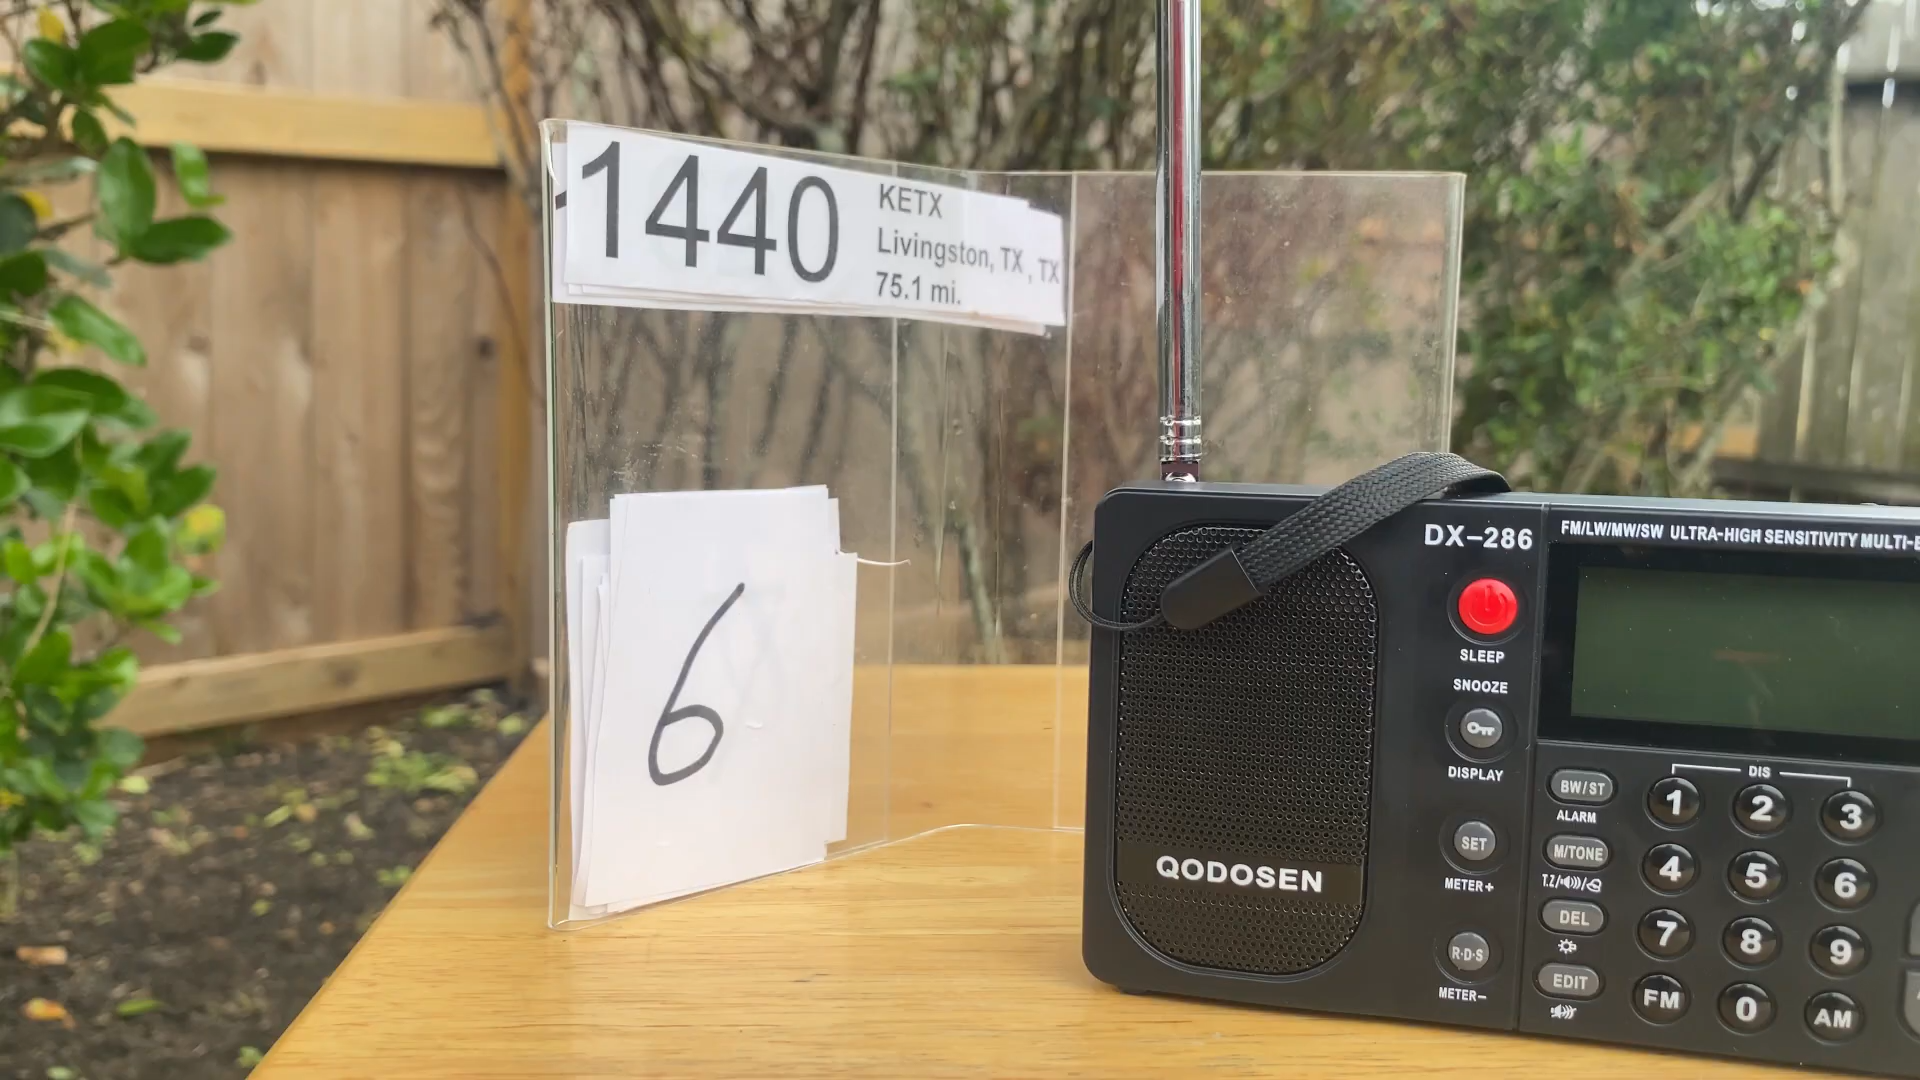 1440
KETX
Livingston, TX , TX
75.1 mi.
6
DX-286
FM/LW/MW/SW ULTRA-HIGH SENSITIVITY
SLEEP
SNOOZE
DISPLAY
SET
METER+
R·D·S
METER-
DIS
BW/ST
ALARM
M/TONE
T.Z/
DEL
EDIT
1 2 3
4 5 6
7 8 9
FM 0 AM
QODOSEN